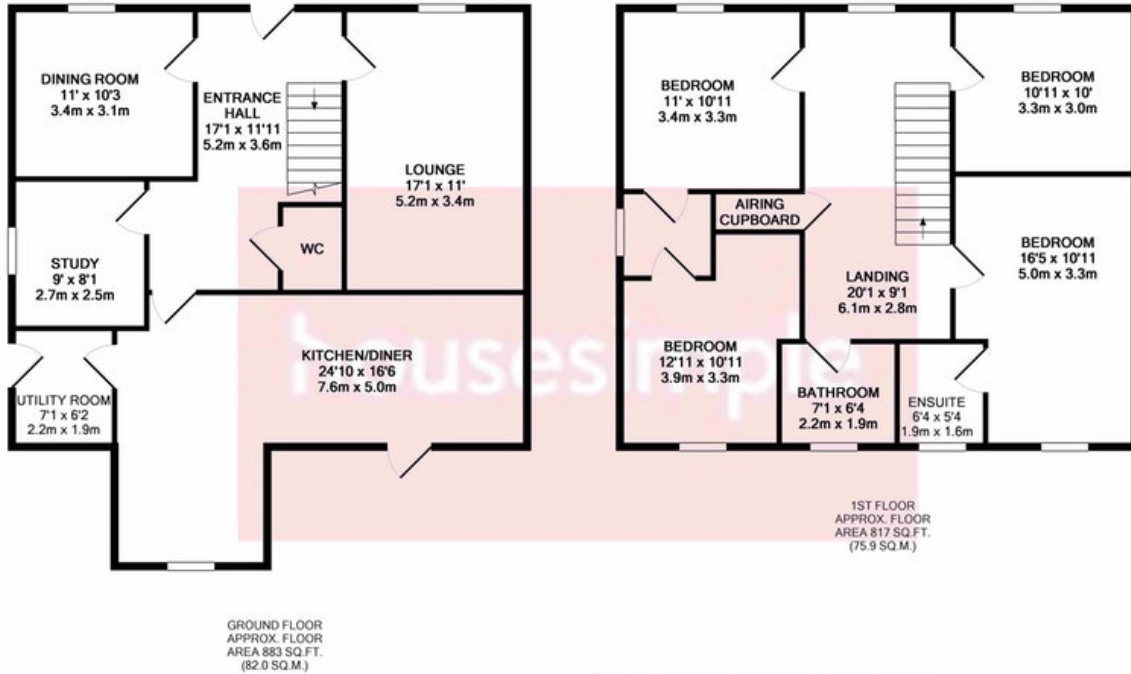 DINING ROOM
11' x 10'3
3.4m x 3.1m
ENTRANCE
HALL
17'1 x 11'11
5.2m x 3.6m
LOUNGE
17'1 x 11'
5.2m x 3.4m
WC
STUDY
9' x 8'1
2.7m x 2.5m
KITCHEN/DINER
24'10 x 16'6
7.6m x 5.0m
UTILITY ROOM
7'1 x 6'2
2.2m x 1.9m
GROUND FLOOR
APPROX. FLOOR
AREA 883 SQ.FT.
(82.0 SQ.M.)
BEDROOM
11' x 10'11
3.4m x 3.3m
BEDROOM
10'11 x 10'
3.3m x 3.0m
AIRING
CUPBOARD
BEDROOM
16'5 x 10'11
5.0m x 3.3m
LANDING
20'1 x 9'1
6.1m x 2.8m
BEDROOM
12'11 x 10'11
3.9m x 3.3m
BATHROOM
7'1 x 6'4
2.2m x 1.9m
ENSUITE
6'4 x 5'4
1.9m x 1.6m
1ST FLOOR
APPROX. FLOOR
AREA 817 SQ.FT.
(75.9 SQ.M.)
housesimple